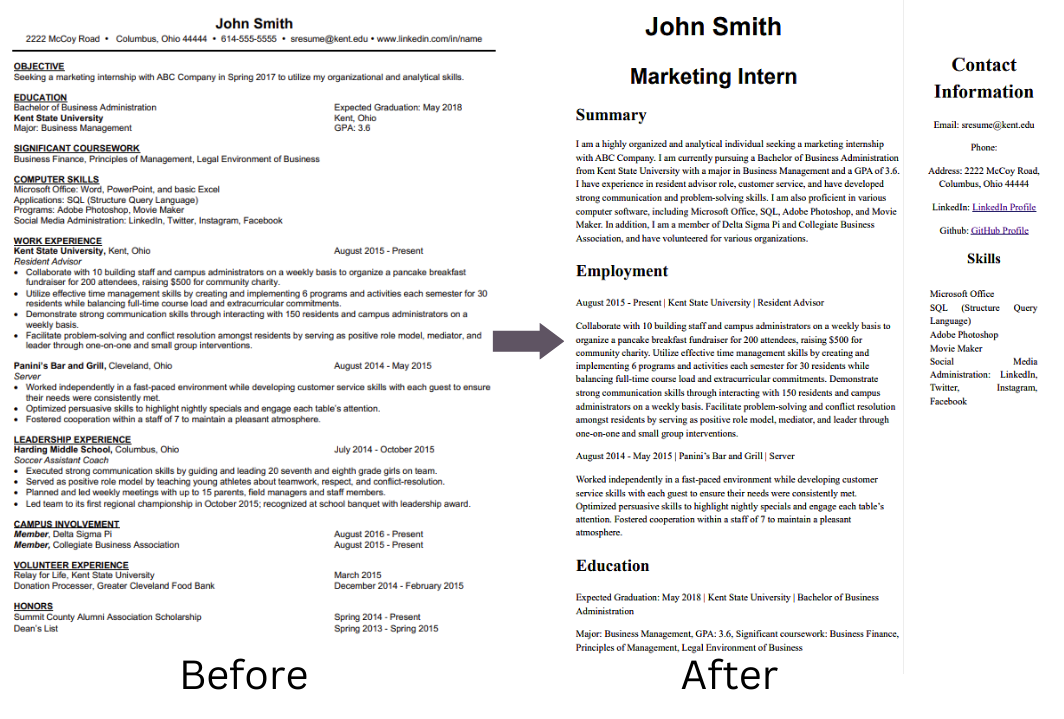 John Smith
2222 McCoy Road • Columbus, Ohio 44444 • 614-555-5555 • sresume@kent.edu • www.linkedin.com/in/name
OBJECTIVE
Seeking a marketing internship with ABC Company in Spring 2017 to utilize my organizational and analytical skills.
EDUCATION
Bachelor of Business Administration Expected Graduation: May 2018
Kent State University Kent, Ohio
Major: Business Management GPA: 3.6
SIGNIFICANT COURSEWORK
Business Finance, Principles of Management, Legal Environment of Business
COMPUTER SKILLS
Microsoft Office: Word, PowerPoint, and basic Excel
Applications: SQL (Structure Query Language)
Programs: Adobe Photoshop, Movie Maker
Social Media Administration: LinkedIn, Twitter, Instagram, Facebook
WORK EXPERIENCE
Kent State University, Kent, Ohio August 2015 - Present
Resident Advisor
• Collaborate with 10 building staff and campus administrators on a weekly basis to organize a pancake breakfast
fundraiser for 200 attendees, raising $500 for community charity.
• Utilize effective time management skills by creating and implementing 6 programs and activities each semester for 30
residents while balancing full-time course load and extracurricular commitments.
• Demonstrate strong communication skills through interacting with 150 residents and campus administrators on a
weekly basis.
• Facilitate problem-solving and conflict resolution amongst residents by serving as positive role model, mediator, and
leader through one-on-one and small group interventions.
Panini's Bar and Grill, Cleveland, Ohio August 2014 - May 2015
Server
• Worked independently in a fast-paced environment while developing customer service skills with each guest to ensure
their needs were consistently met.
• Optimized persuasive skills to highlight nightly specials and engage each table's attention.
• Fostered cooperation within a staff of 7 to maintain a pleasant atmosphere.
LEADERSHIP EXPERIENCE
Harding Middle School, Columbus, Ohio July 2014 - October 2015
Soccer Assistant Coach
• Executed strong communication skills by guiding and leading 20 seventh and eighth grade girls on team.
• Served as positive role model by teaching young athletes about teamwork, respect, and conflict-resolution.
• Planned and led weekly meetings with up to 15 parents, field managers and staff members.
• Led team to its first regional championship in October 2015; recognized at school banquet with leadership award.
CAMPUS INVOLVEMENT
Member, Delta Sigma Pi August 2016 - Present
Member, Collegiate Business Association August 2015 - Present
VOLUNTEER EXPERIENCE
Relay for Life, Kent State University March 2015
Donation Processer, Greater Cleveland Food Bank December 2014 - February 2015
HONORS
Summit County Alumni Association Scholarship Spring 2014 - Present
Dean's List Spring 2013 - Spring 2015
Before
John Smith
Marketing Intern
Summary
I am a highly organized and analytical individual seeking a marketing internship
with ABC Company. I am currently pursuing a Bachelor of Business Administration
from Kent State University with a major in Business Management and a GPA of 3.6.
I have experience in resident advisor role, customer service, and have developed
strong communication and problem-solving skills. I am also proficient in various
computer software, including Microsoft Office, SQL, Adobe Photoshop, and Movie
Maker. In addition, I am a member of Delta Sigma Pi and Collegiate Business
Association, and have volunteered for various organizations.
Employment
August 2015 - Present | Kent State University | Resident Advisor
Collaborate with 10 building staff and campus administrators on a weekly basis to
organize a pancake breakfast fundraiser for 200 attendees, raising $500 for
community charity. Utilize effective time management skills by creating and
implementing 6 programs and activities each semester for 30 residents while
balancing full-time course load and extracurricular commitments. Demonstrate
strong communication skills through interacting with 150 residents and campus
administrators on a weekly basis. Facilitate problem-solving and conflict resolution
amongst residents by serving as positive role model, mediator, and leader through
one-on-one and small group interventions.
August 2014 - May 2015 | Panini's Bar and Grill | Server
Worked independently in a fast-paced environment while developing customer
service skills with each guest to ensure their needs were consistently met.
Optimized persuasive skills to highlight nightly specials and engage each table's
attention. Fostered cooperation within a staff of 7 to maintain a pleasant
atmosphere.
Education
Expected Graduation: May 2018 | Kent State University | Bachelor of Business
Administration
Major: Business Management, GPA: 3.6, Significant coursework: Business Finance,
Principles of Management, Legal Environment of Business
After
Contact
Information
Email: sresume@kent.edu
Phone:
Address: 2222 McCoy Road,
Columbus, Ohio 44444
LinkedIn: LinkedIn Profile
Github: GitHub Profile
Skills
Microsoft Office
SQL (Structure Query
Language)
Adobe Photoshop
Movie Maker
Social Media
Administration: LinkedIn,
Twitter, Instagram,
Facebook